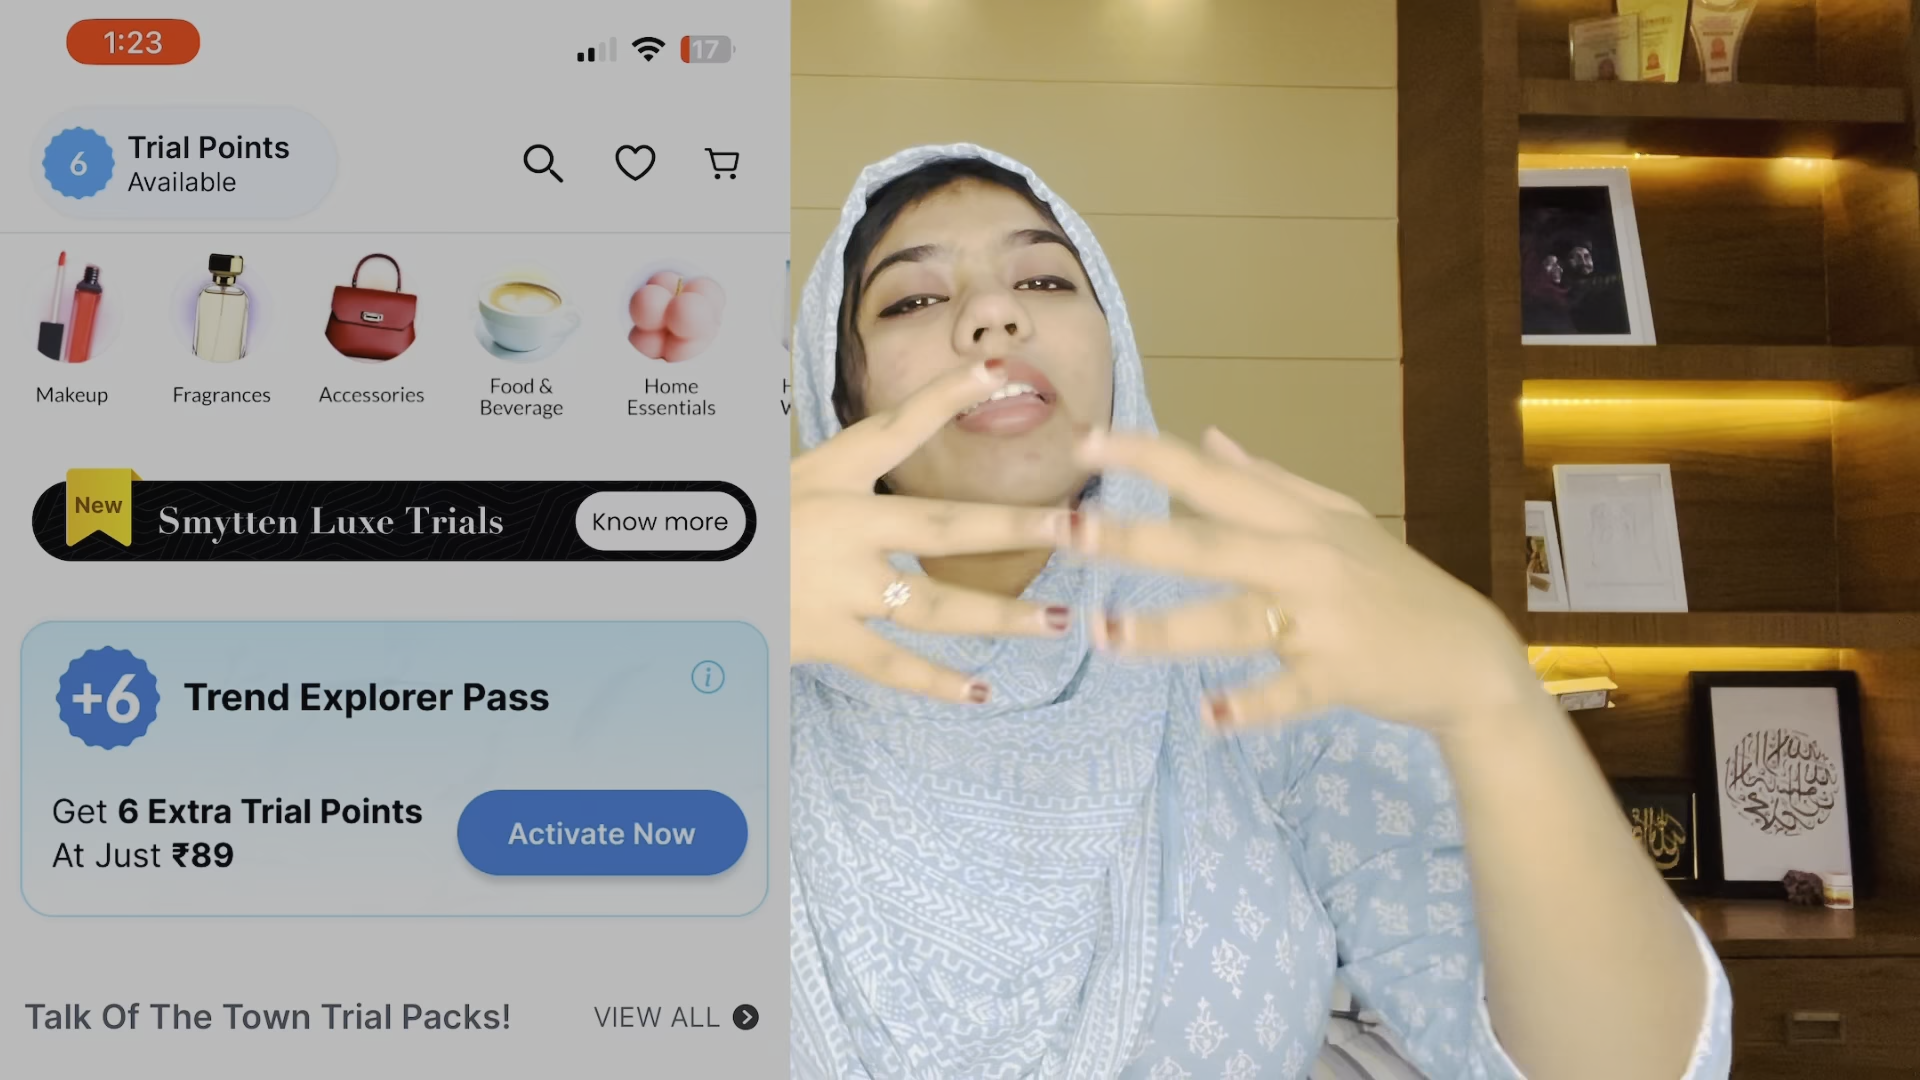 1:23
17
6
Trial Points
Available
Makeup
Fragrances
Accessories
Food &
Beverage
Home
Essentials
New
Smytten Luxe Trials
Know more
+6
Trend Explorer Pass
i
Get 6 Extra Trial Points
At Just ₹89
Activate Now
Talk Of The Town Trial Packs!
VIEW ALL